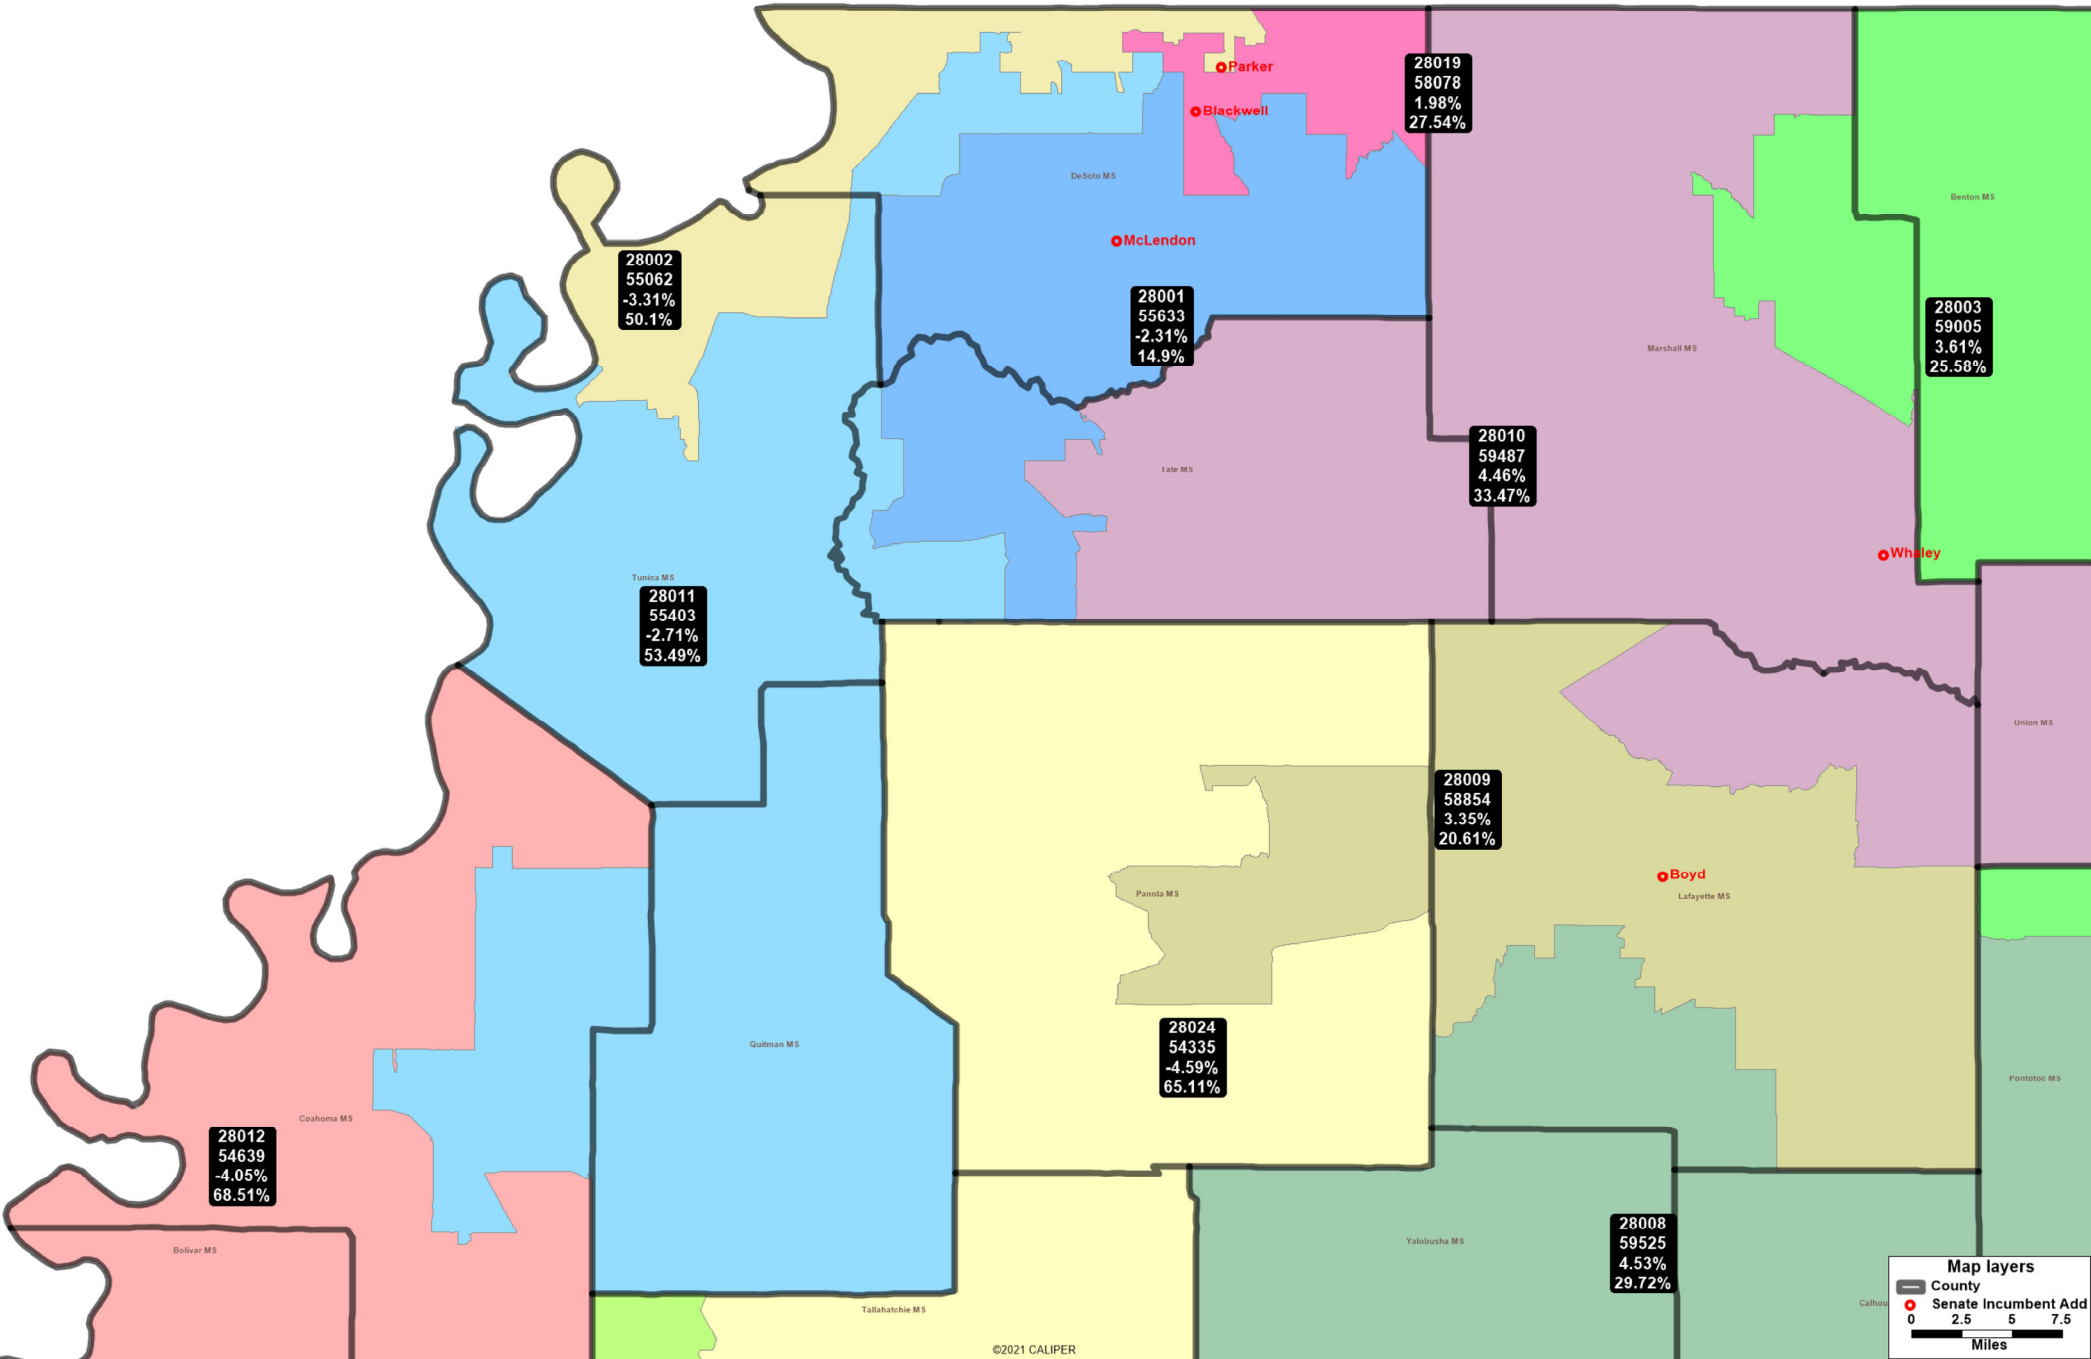 28019
58078
1.98%
27.54%
Parker
Blackwell
DeSoto MS
Benton MS
McLendon
28002
55062
-3.31%
50.1%
28001
55633
-2.31%
14.9%
28003
59005
3.61%
25.58%
Marshall MS
28010
59487
4.46%
33.47%
Tate MS
Whaley
Tunica MS
28011
55403
-2.71%
53.49%
Union MS
28009
58854
3.35%
20.61%
Boyd
Panola MS
Lafayette MS
28024
54335
-4.59%
65.11%
Quitman MS
Pontotoc MS
Coahoma MS
28012
54639
-4.05%
68.51%
28008
59525
4.53%
29.72%
Bolivar MS
Yalobusha MS
Tallahatchie MS
Calhou
Map layers
County
Senate Incumbent Add
0 2.5 5 7.5
Miles
©2021 CALIPER